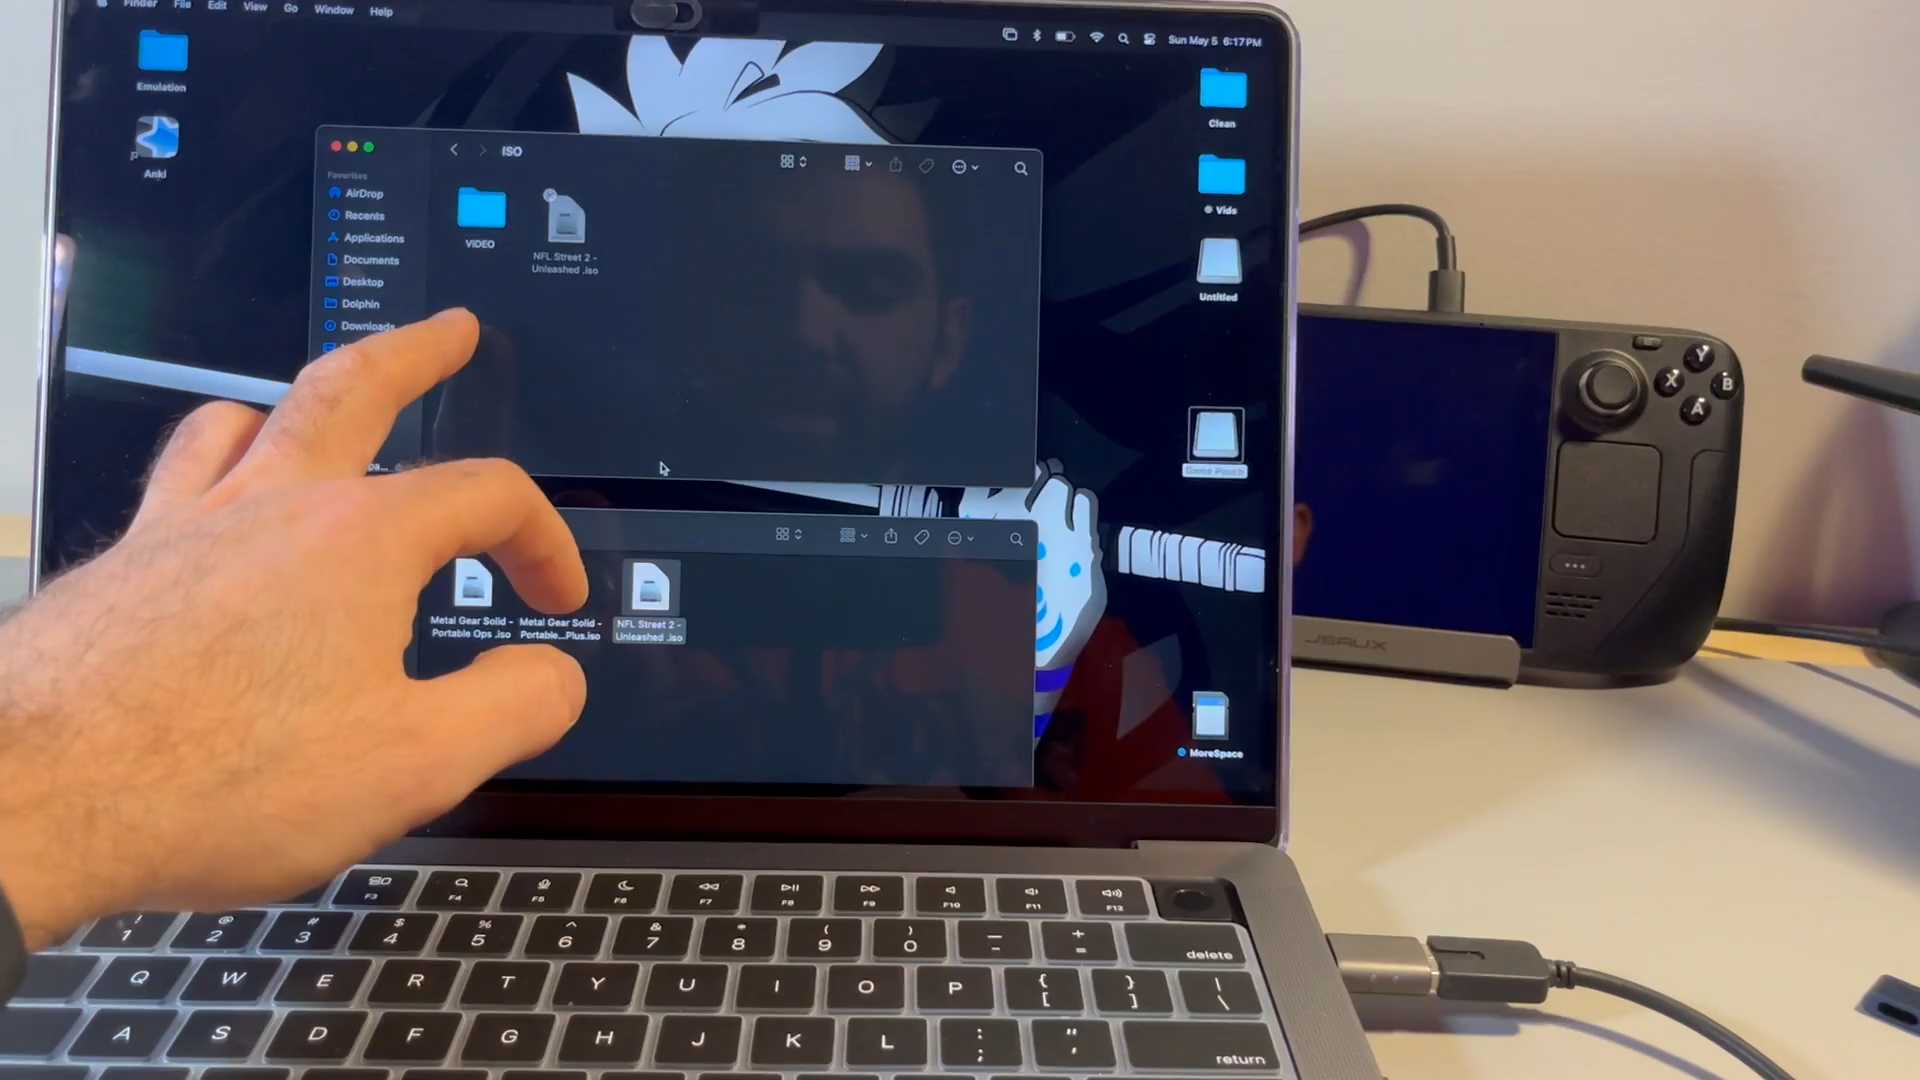 Finder File Edit View Go Window Help
Sun May 5 6:17 PM
Emulation
Anki
Clean
Vids
Untitled
Game Pouch
MoreSpace
ISO
Favorites
AirDrop
Recents
Applications
Documents
Desktop
Dolphin
Downloads
VIDEO
NFL Street 2 -
Unleashed .iso
Metal Gear Solid -
Portable Ops .iso
Metal Gear Solid -
Portable...Plus.iso
NFL Street 2 -
Unleashed .iso
Y
X
B
A
JSAUX
F3 F4 F5 F6 F7 F8 F9 F10 F11 F12
! @ # $ % ^ & * ( ) _ +
1 2 3 4 5 6 7 8 9 0 - = delete
Q W E R T Y U I O P { [ } ] | \
A S D F G H J K L : ; " ' return